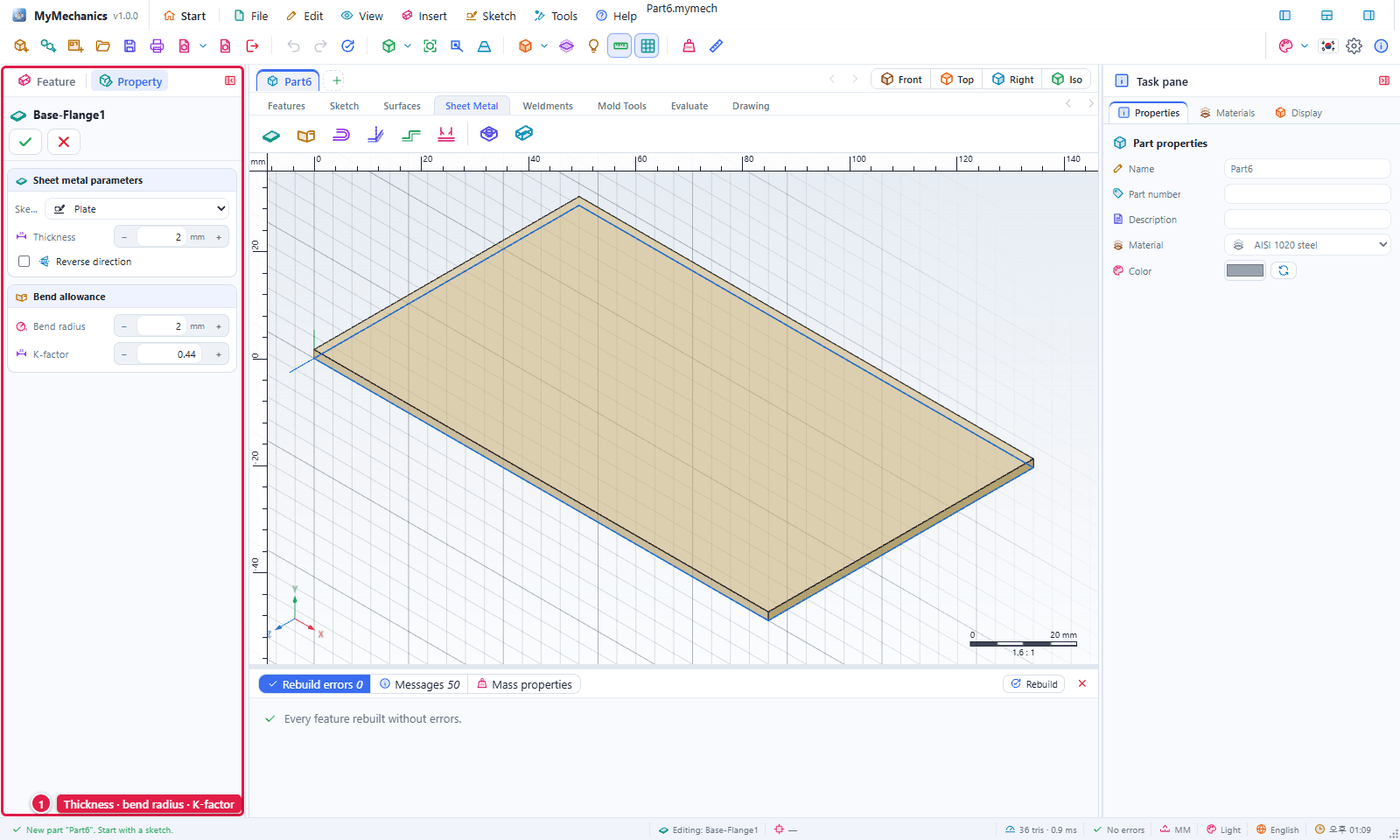 MyMechanics v1.0.0
Start
File
Edit
View
Insert
Sketch
Tools
Help
Part6.mymech
Feature
Property
Base-Flange1
Sheet metal parameters
Ske... Plate
Thickness − 2 mm +
Reverse direction
Bend allowance
Bend radius − 2 mm +
K-factor − 0.44 +
1 Thickness · bend radius · K-factor
Part6
Front
Top
Right
Iso
Features
Sketch
Surfaces
Sheet Metal
Weldments
Mold Tools
Evaluate
Drawing
mm 0 20 40 60 80 100 120 140
20
0
-20
-40
Y
Z
X
0 20 mm
1.6 : 1
Rebuild errors 0
Messages 50
Mass properties
Rebuild
Every feature rebuilt without errors.
Task pane
Properties
Materials
Display
Part properties
Name Part6
Part number
Description
Material AISI 1020 steel
Color
New part "Part6". Start with a sketch.
Editing: Base-Flange1
—
36 tris · 0.9 ms
No errors
MM
Light
English
오후 01:09